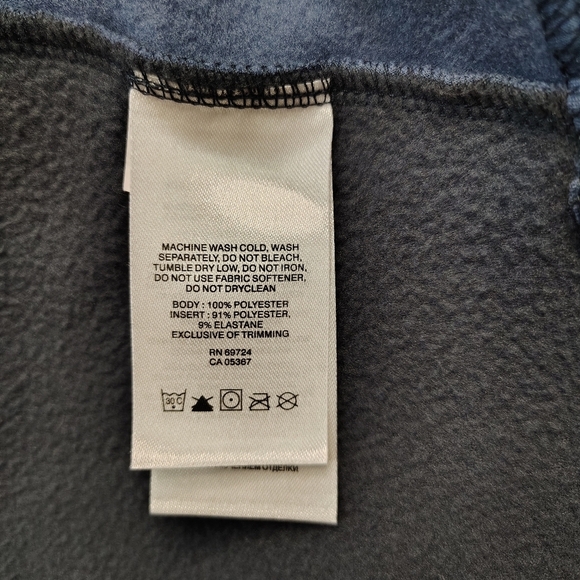 MACHINE WASH COLD, WASH
SEPARATELY, DO NOT BLEACH,
TUMBLE DRY LOW, DO NOT IRON,
DO NOT USE FABRIC SOFTENER,
DO NOT DRYCLEAN
BODY : 100% POLYESTER
INSERT : 91% POLYESTER,
9% ELASTANE
EXCLUSIVE OF TRIMMING
RN 69724
CA 05367
30 C
ОТДЕЛКИ